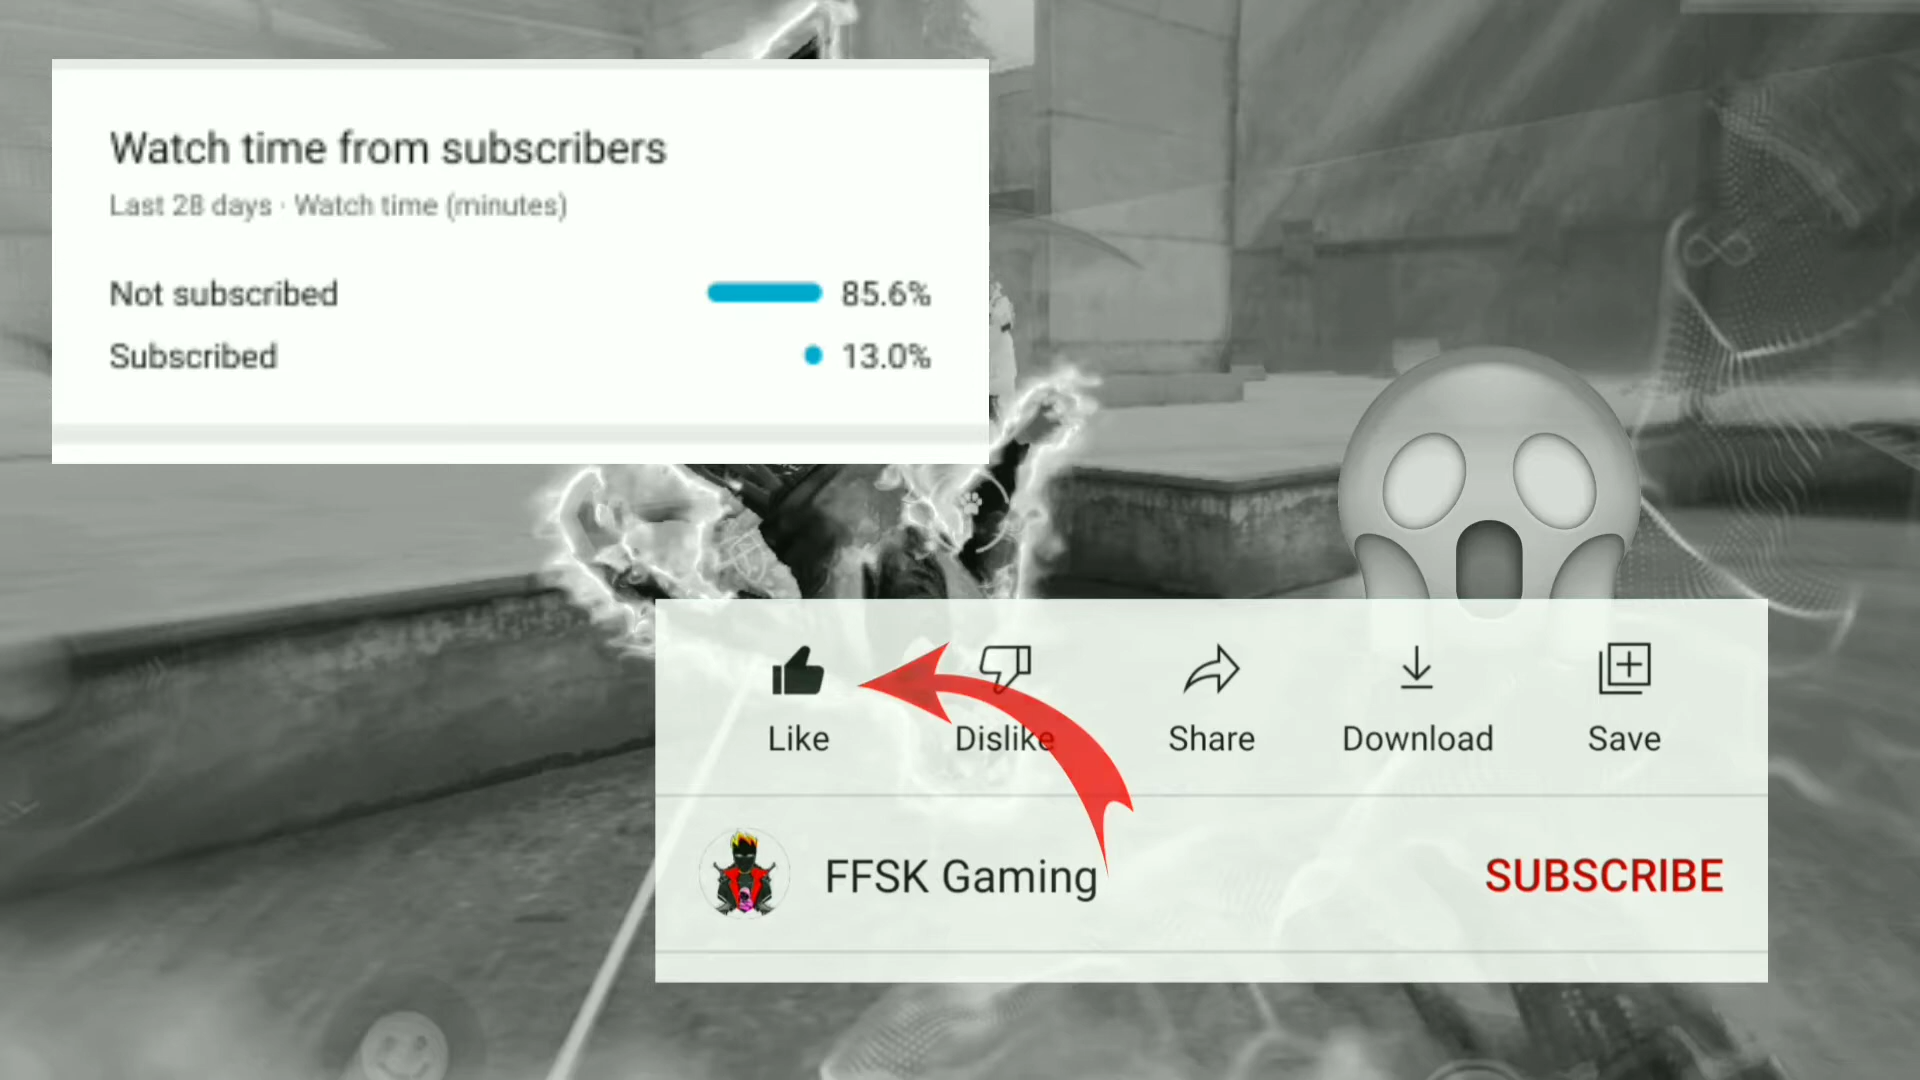 Watch time from subscribers
Last 28 days · Watch time (minutes)
Not subscribed 85.6%
Subscribed 13.0%
Like Dislike Share Download Save
FFSK Gaming SUBSCRIBE